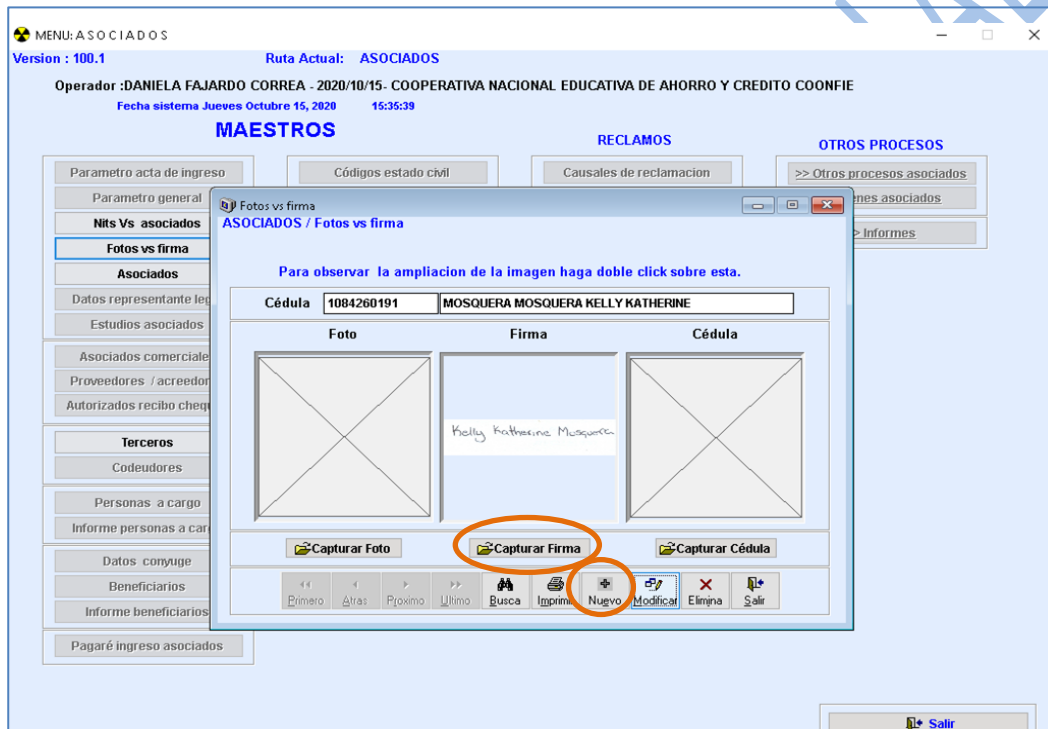 MENU: A S O C I A D O S
Version : 100.1 Ruta Actual: ASOCIADOS
Operador :DANIELA FAJARDO CORREA - 2020/10/15- COOPERATIVA NACIONAL EDUCATIVA DE AHORRO Y CREDITO COONFIE
Fecha sistema Jueves Octubre 15, 2020 15:35:39
MAESTROS
RECLAMOS
OTROS PROCESOS
Parametro acta de ingreso
Códigos estado civil
Causales de reclamacion
>> Otros procesos asociados
Parametro general
Nits Vs asociados
Fotos vs firma
Asociados
Datos representante leg
Estudios asociados
Asociados comerciale
Proveedores / acreedor
Autorizados recibo chequ
Terceros
Codeudores
Personas a cargo
Informe personas a car
Datos conyuge
Beneficiarios
Informe beneficiarios
Pagaré ingreso asociados
enes asociados
> Informes
Fotos vs firma
ASOCIADOS / Fotos vs firma
Para observar la ampliacion de la imagen haga doble click sobre esta.
Cédula 1084260191 MOSQUERA MOSQUERA KELLY KATHERINE
Foto Firma Cédula
Kelly Katherine Mosquera
Capturar Foto Capturar Firma Capturar Cédula
Primero Atras Proximo Ultimo Busca Imprimi Nuevo Modificar Elimina Salir
Salir